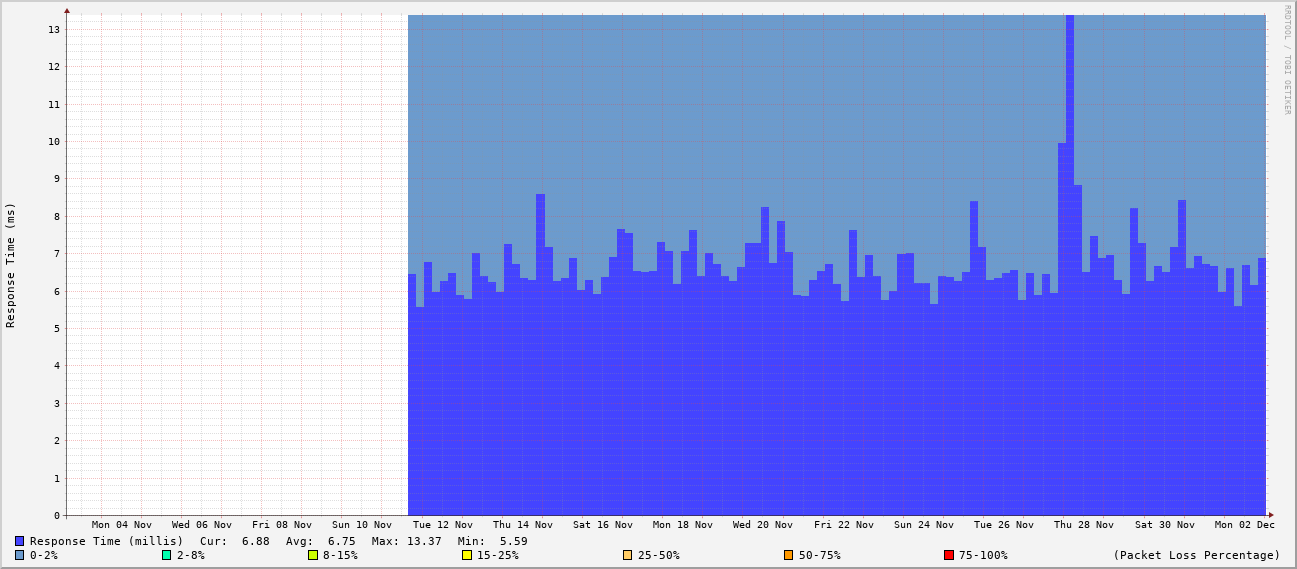 RRDTOOL / TOBI OETIKER
Response Time (ms)
13
12
11
10
9
8
7
6
5
4
3
2
1
0
Mon 04 Nov Wed 06 Nov Fri 08 Nov Sun 10 Nov Tue 12 Nov Thu 14 Nov Sat 16 Nov Mon 18 Nov Wed 20 Nov Fri 22 Nov Sun 24 Nov Tue 26 Nov Thu 28 Nov Sat 30 Nov Mon 02 Dec
Response Time (millis) Cur: 6.88 Avg: 6.75 Max: 13.37 Min: 5.59
0-2% 2-8% 8-15% 15-25% 25-50% 50-75% 75-100% (Packet Loss Percentage)